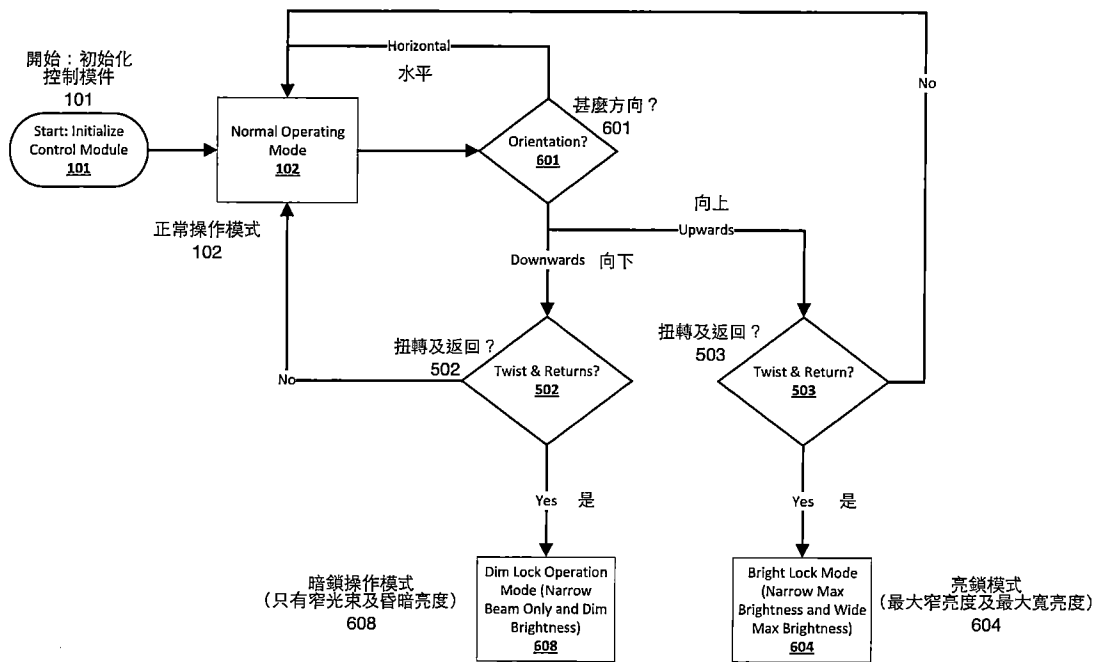 Horizontal
水平
No
開始：初始化
控制模件
101
Start: Initialize
Control Module
101
Normal Operating
Mode
102
甚麼方向？
601
Orientation?
601
正常操作模式
102
向上
Upwards
Downwards 向下
扭轉及返回？
502
Twist & Returns?
502
No
扭轉及返回？
503
Twist & Return?
503
Yes 是
Yes 是
暗鎖操作模式
（只有窄光束及昏暗亮度）
608
Dim Lock Operation
Mode (Narrow
Beam Only and Dim
Brightness)
608
Bright Lock Mode
(Narrow Max
Brightness and Wide
Max Brightness)
604
亮鎖模式
（最大窄亮度及最大寬亮度）
604